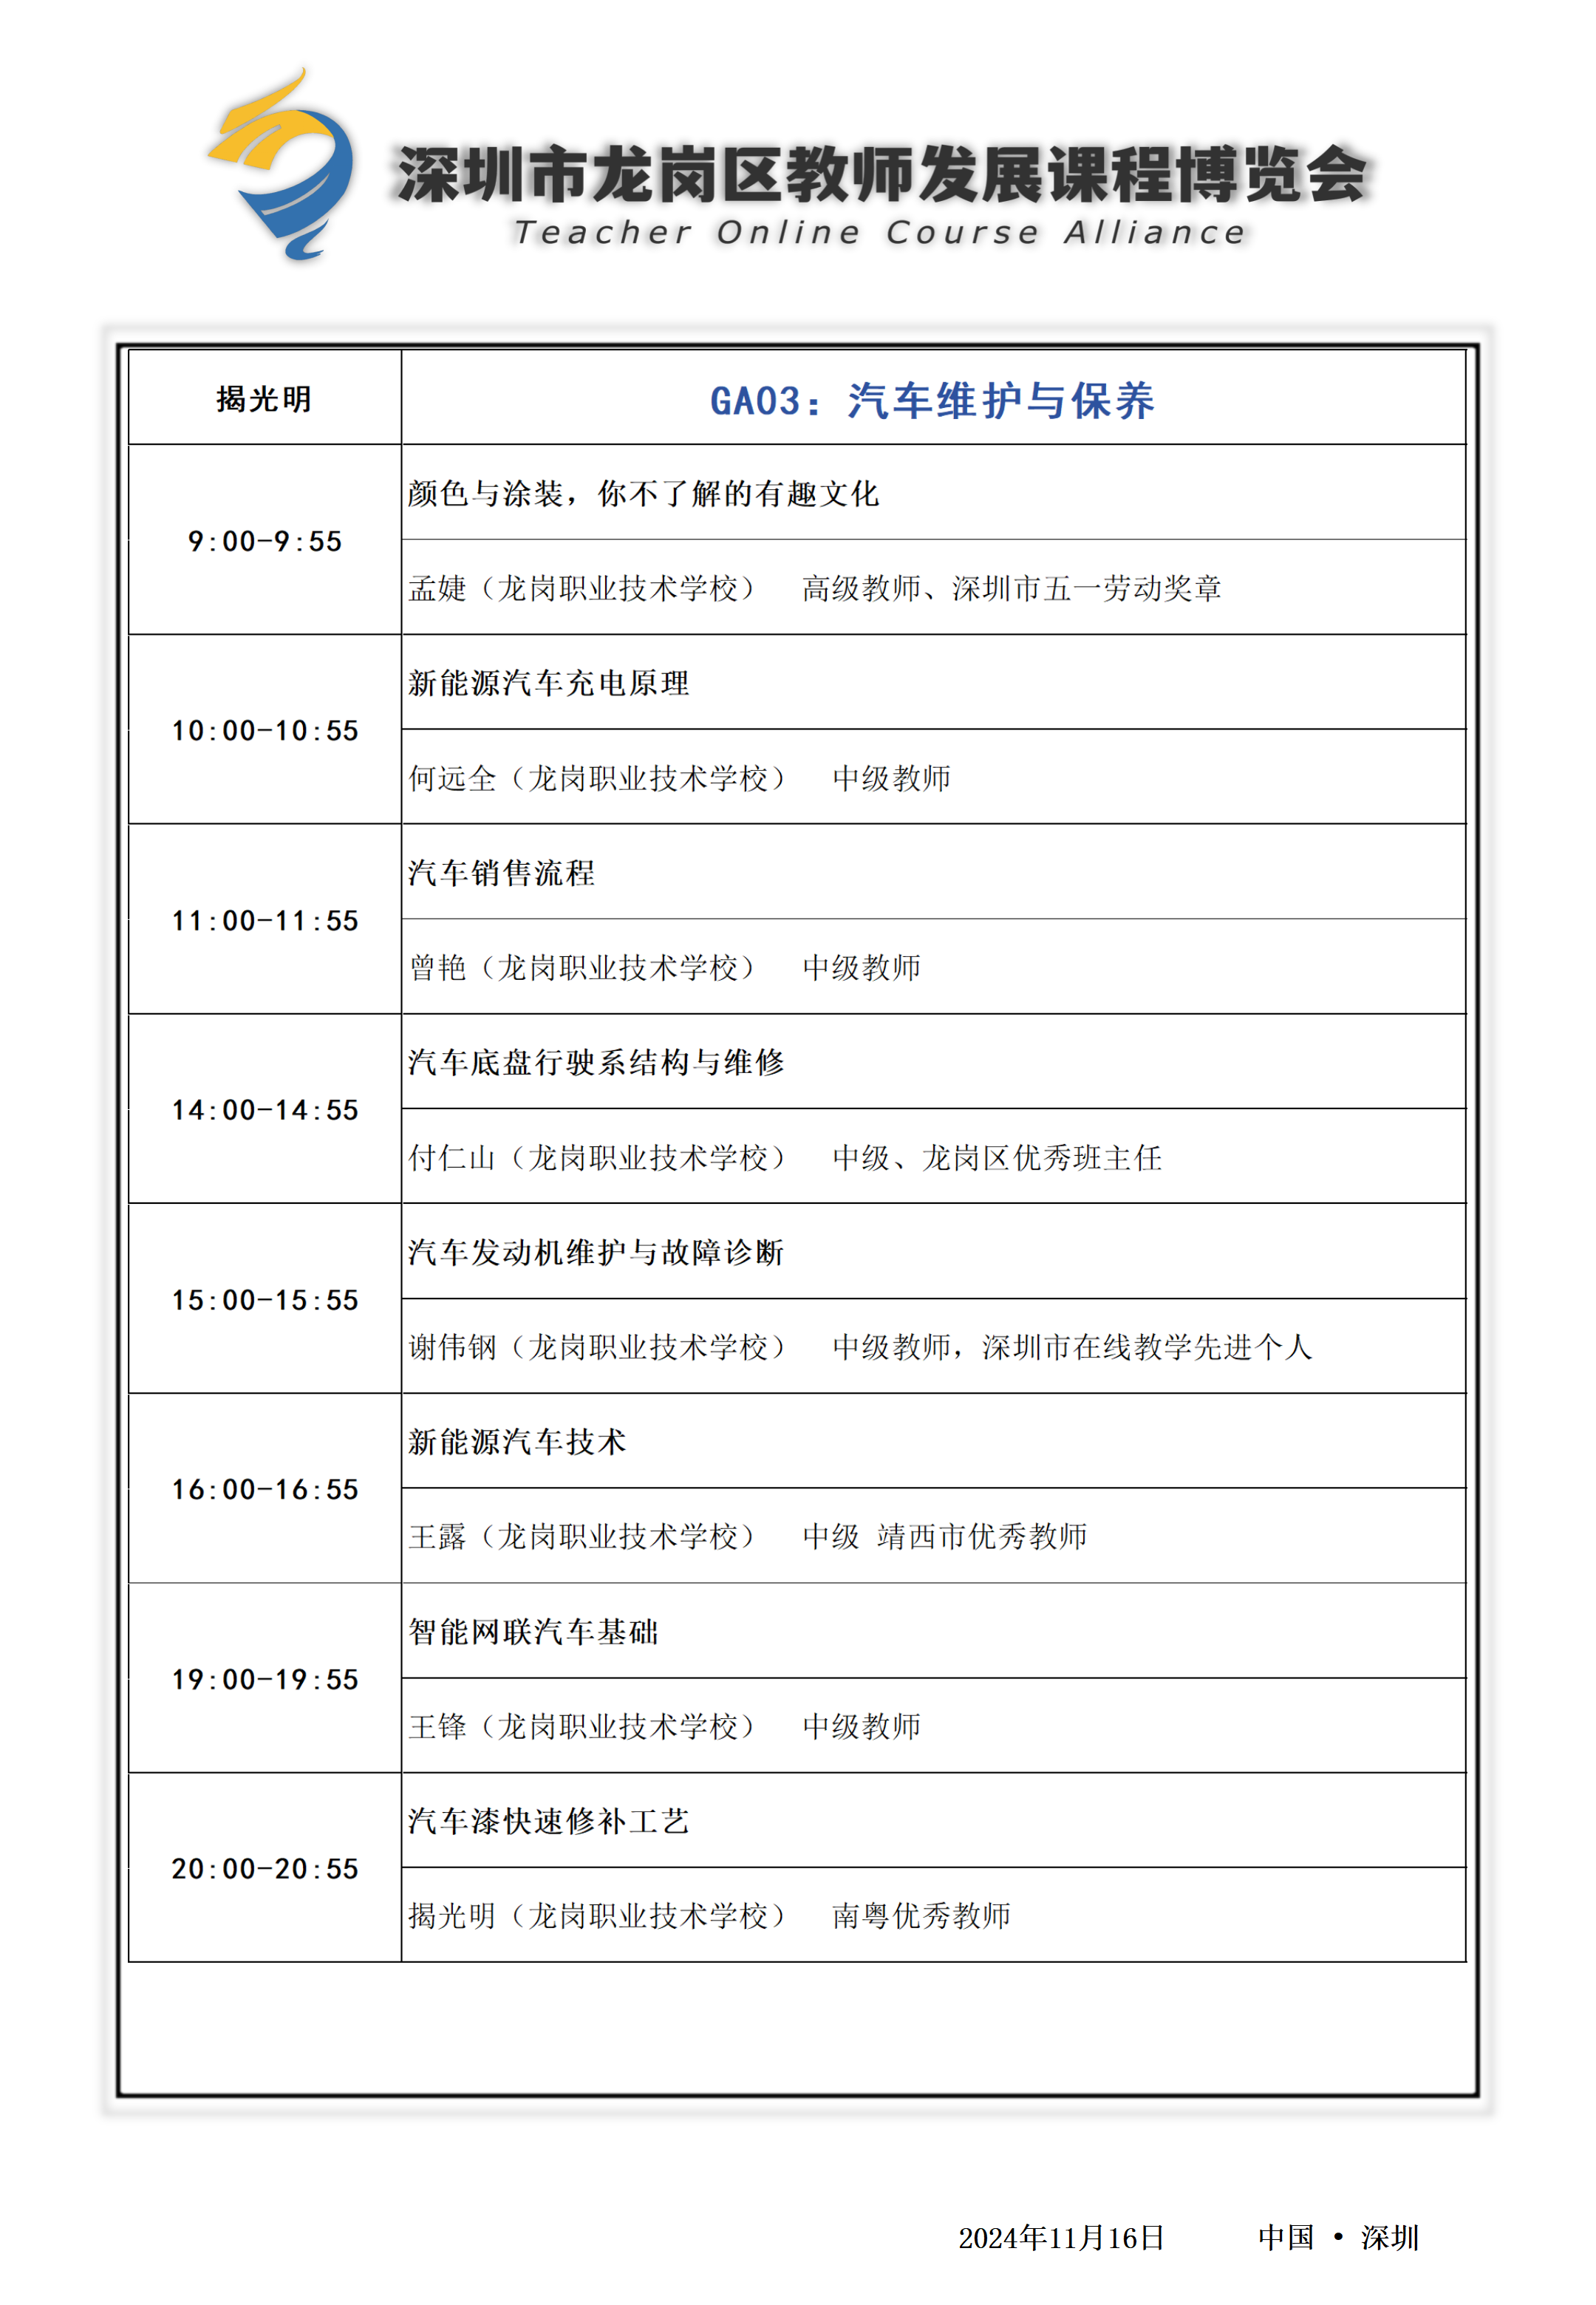 深圳市龙岗区教师发展课程博览会
Teacher Online Course Alliance
揭光明
GA03：汽车维护与保养
9:00-9:55
颜色与涂装，你不了解的有趣文化
孟婕（龙岗职业技术学校） 高级教师、深圳市五一劳动奖章
10:00-10:55
新能源汽车充电原理
何远全（龙岗职业技术学校） 中级教师
11:00-11:55
汽车销售流程
曾艳（龙岗职业技术学校） 中级教师
14:00-14:55
汽车底盘行驶系结构与维修
付仁山（龙岗职业技术学校） 中级、龙岗区优秀班主任
15:00-15:55
汽车发动机维护与故障诊断
谢伟钢（龙岗职业技术学校） 中级教师，深圳市在线教学先进个人
16:00-16:55
新能源汽车技术
王露（龙岗职业技术学校） 中级 靖西市优秀教师
19:00-19:55
智能网联汽车基础
王锋（龙岗职业技术学校） 中级教师
20:00-20:55
汽车漆快速修补工艺
揭光明（龙岗职业技术学校） 南粤优秀教师
2024年11月16日 中国 • 深圳